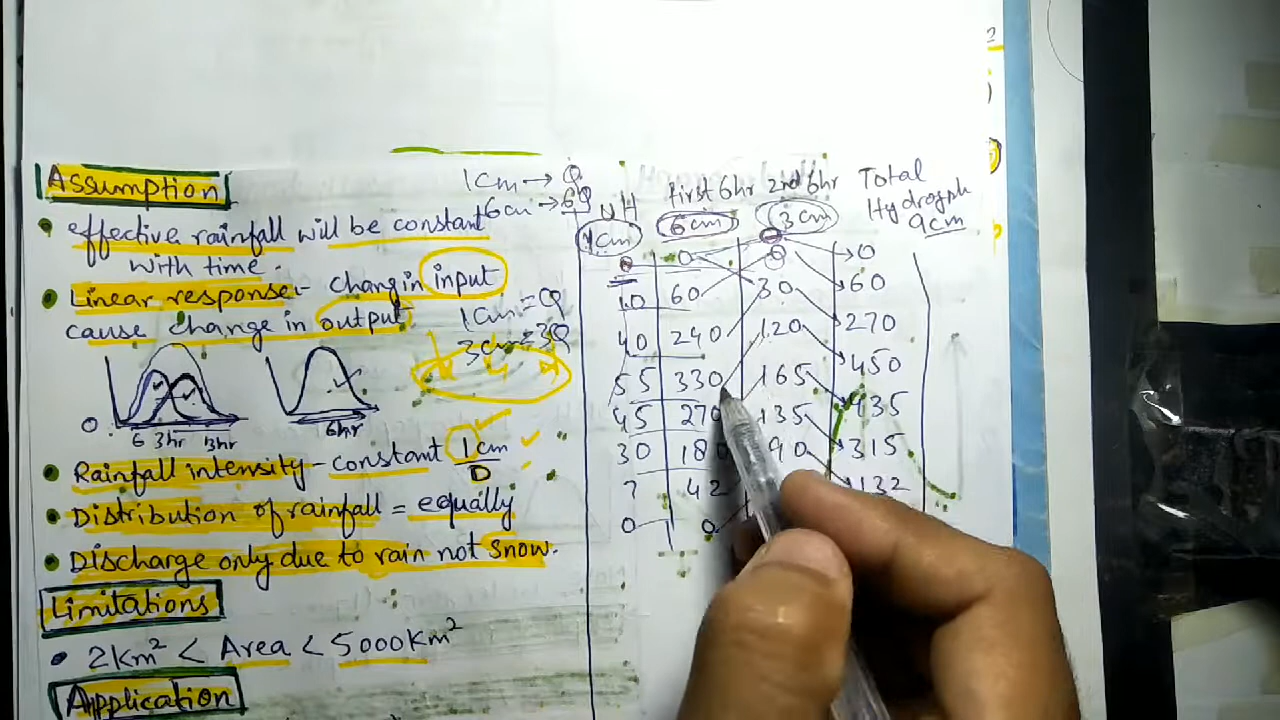 Assumption
1cm → Q
6cm → 6Q
• effective rainfall will be constant
with time.
• Linear response:- chang in input
cause change in output
1cm = Q
3cm = 3Q
6 3hr 13hr
6hr
• Rainfall intensity - constant 1cm
D
• Distribution of rainfall = equally
• Discharge only due to rain not snow.
Limitations
• 2Km² < Area < 5000Km²
Application
UH first 6hr 2nd 6hr Total
Hydrograph
1cm 6cm 3cm 9cm
0 0 0
10 60 0 60
40 240 30 270
55 330 120 450
45 270 165 435
30 180 135 315
7 42 90 132
0 0